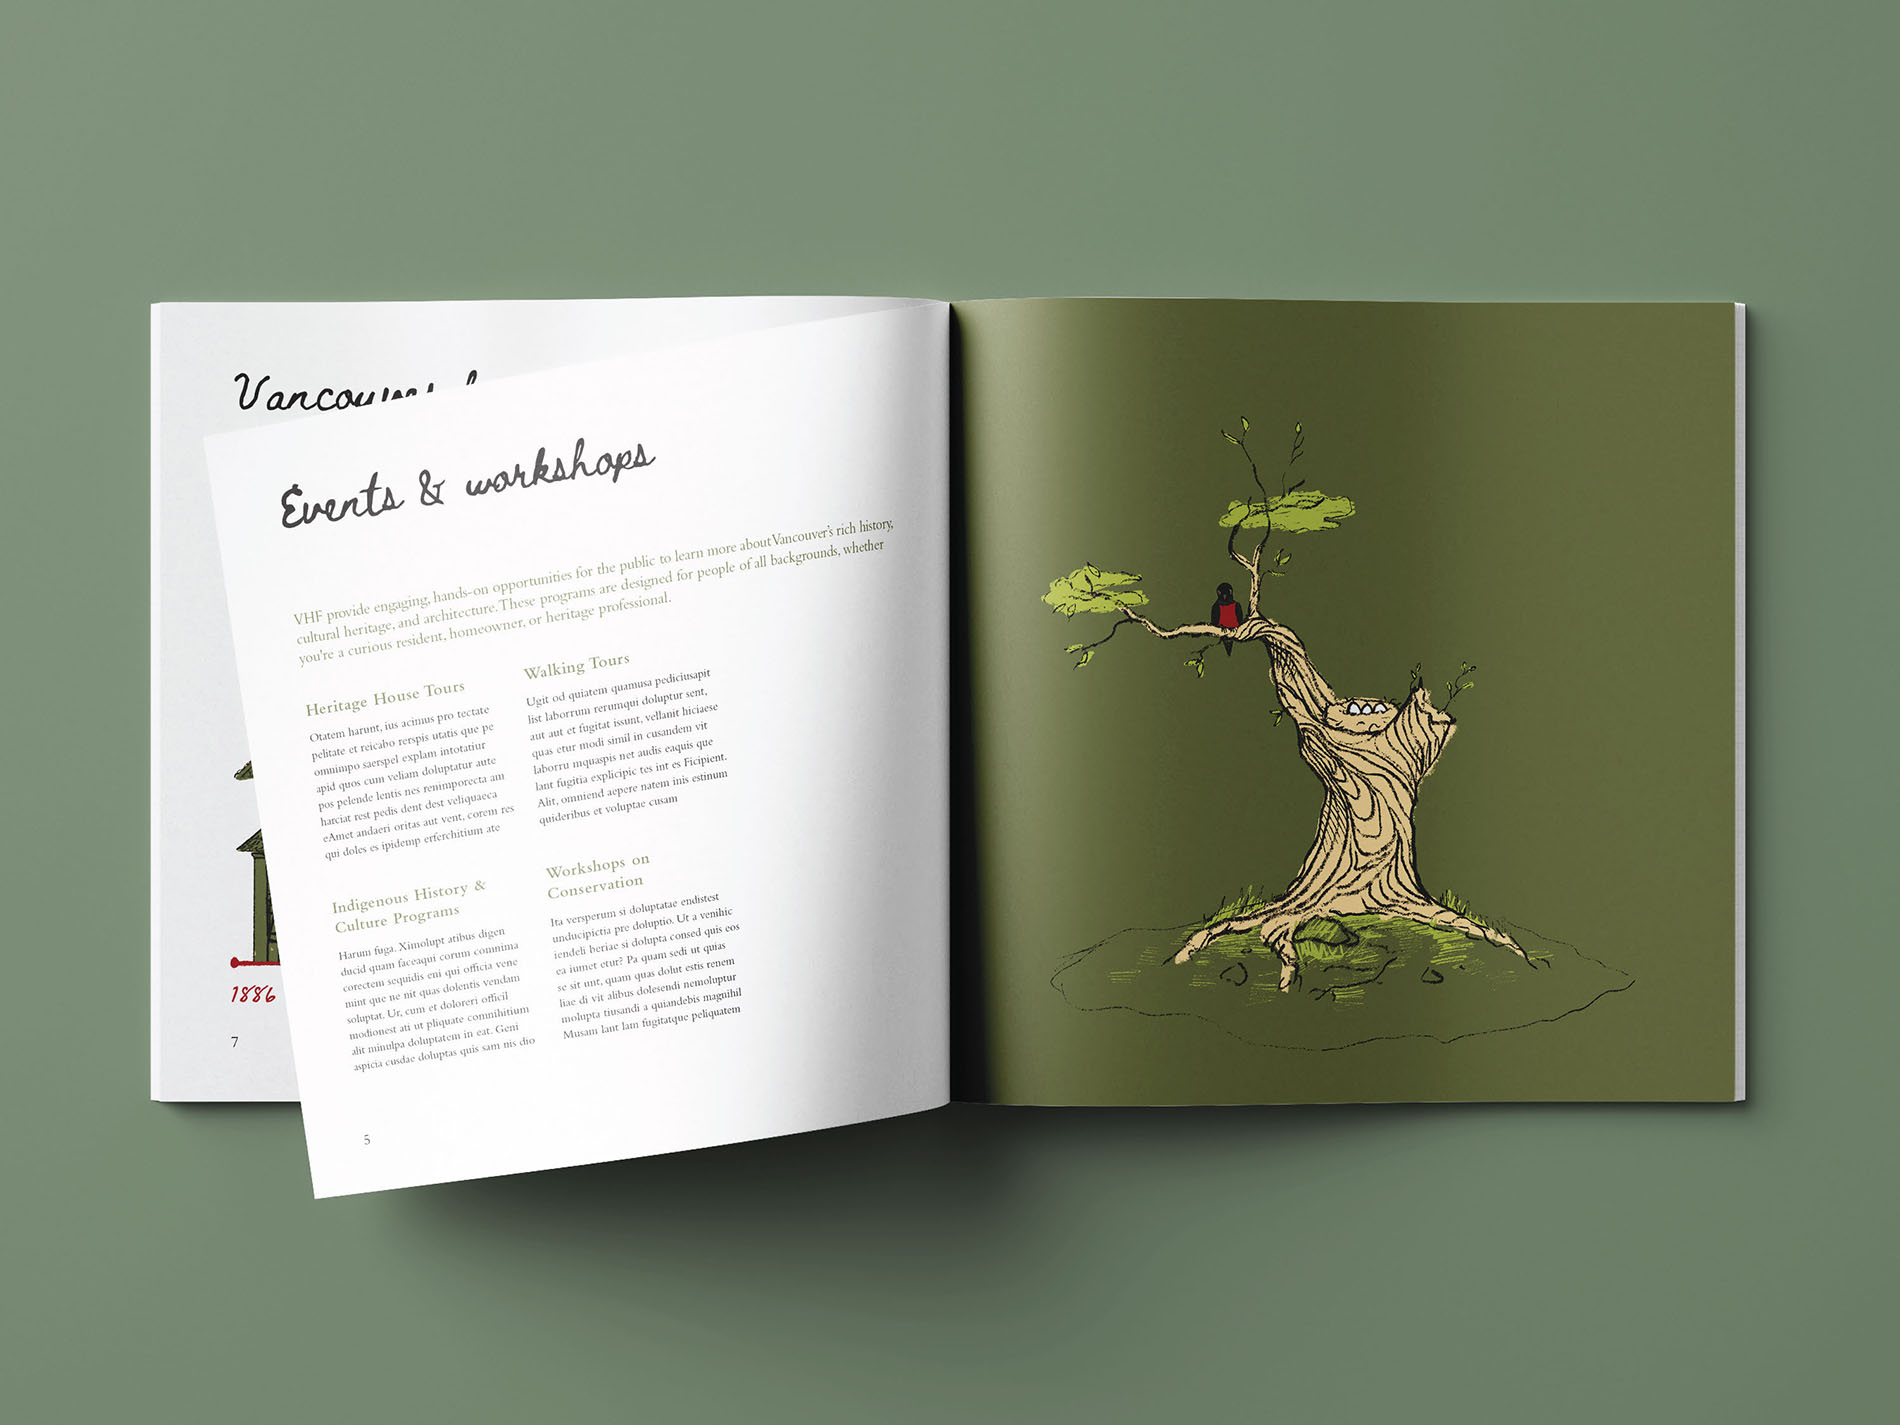 Vancouver
1886
7
Events & workshops
VHF provide engaging, hands-on opportunities for the public to learn more about Vancouver's rich history,
cultural heritage, and architecture. These programs are designed for people of all backgrounds, whether
you're a curious resident, homeowner, or heritage professional.
Heritage House Tours
Otatem harunt, ius acimus pro tectate
pelitate et reicabo rerspis utatis que pe
omnimpo saerspel explam intotatiur
apid quos cum veliam doluptatur aute
pos pelende lentis nes renimporecta am
harciat rest pedis dent dest veliquaeca
eAmet andaeri oritas aut vent, corem res
qui doles es ipidemp erferchitium ate
Indigenous History &
Culture Programs
Harum fuga. Ximolupt atibus digen
ducid quam faceaqui corum comnima
corectem sequidis eni qui officia vene
mint que ne nit quas dolentis vendam
soluptat. Ur, cum et doloreri officil
modionest ati ut pliquate comnihitium
alit minulpa doluptatem in eat. Geni
aspicia cusdae doluptas quis sam nis dio
Walking Tours
Ugit od quiatem quamusa pediciusapit
list laborrum rerumqui doluptur sent,
aut aut et fugitat issunt, vellanit hiciaese
quas etur modi simil in cusandem vit
laborru mquaspis net audis eaquis que
lant fugitia explicipic tes int es Ficipient.
Alit, omniend aepere natem inis estinum
quideribus et voluptae cusam
Workshops on
Conservation
Ita versperum si doluptatae endistest
unducipictia pre doluptio. Ut a venihic
iendeli beriae si dolupta consed quis eos
ea iumet etur? Pa quam sedi ut quias
se sit unt, quam quas dolut estis renem
liae di vit alibus dolesendi nemoluptur
molupta tiusandi a quiandebis magnihil
Musam lant lam fugitatque peliquatem
5